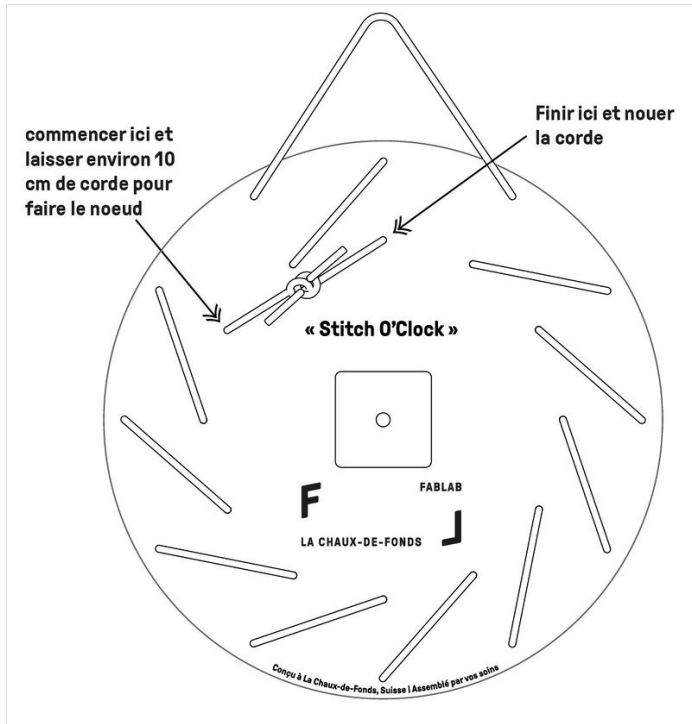 commencer ici et
laisser environ 10
cm de corde pour
faire le noeud
Finir ici et nouer
la corde
« Stitch O'Clock »
F
FABLAB
LA CHAUX-DE-FONDS
L
Conçu à La Chaux-de-Fonds, Suisse | Assemblé par vos soins